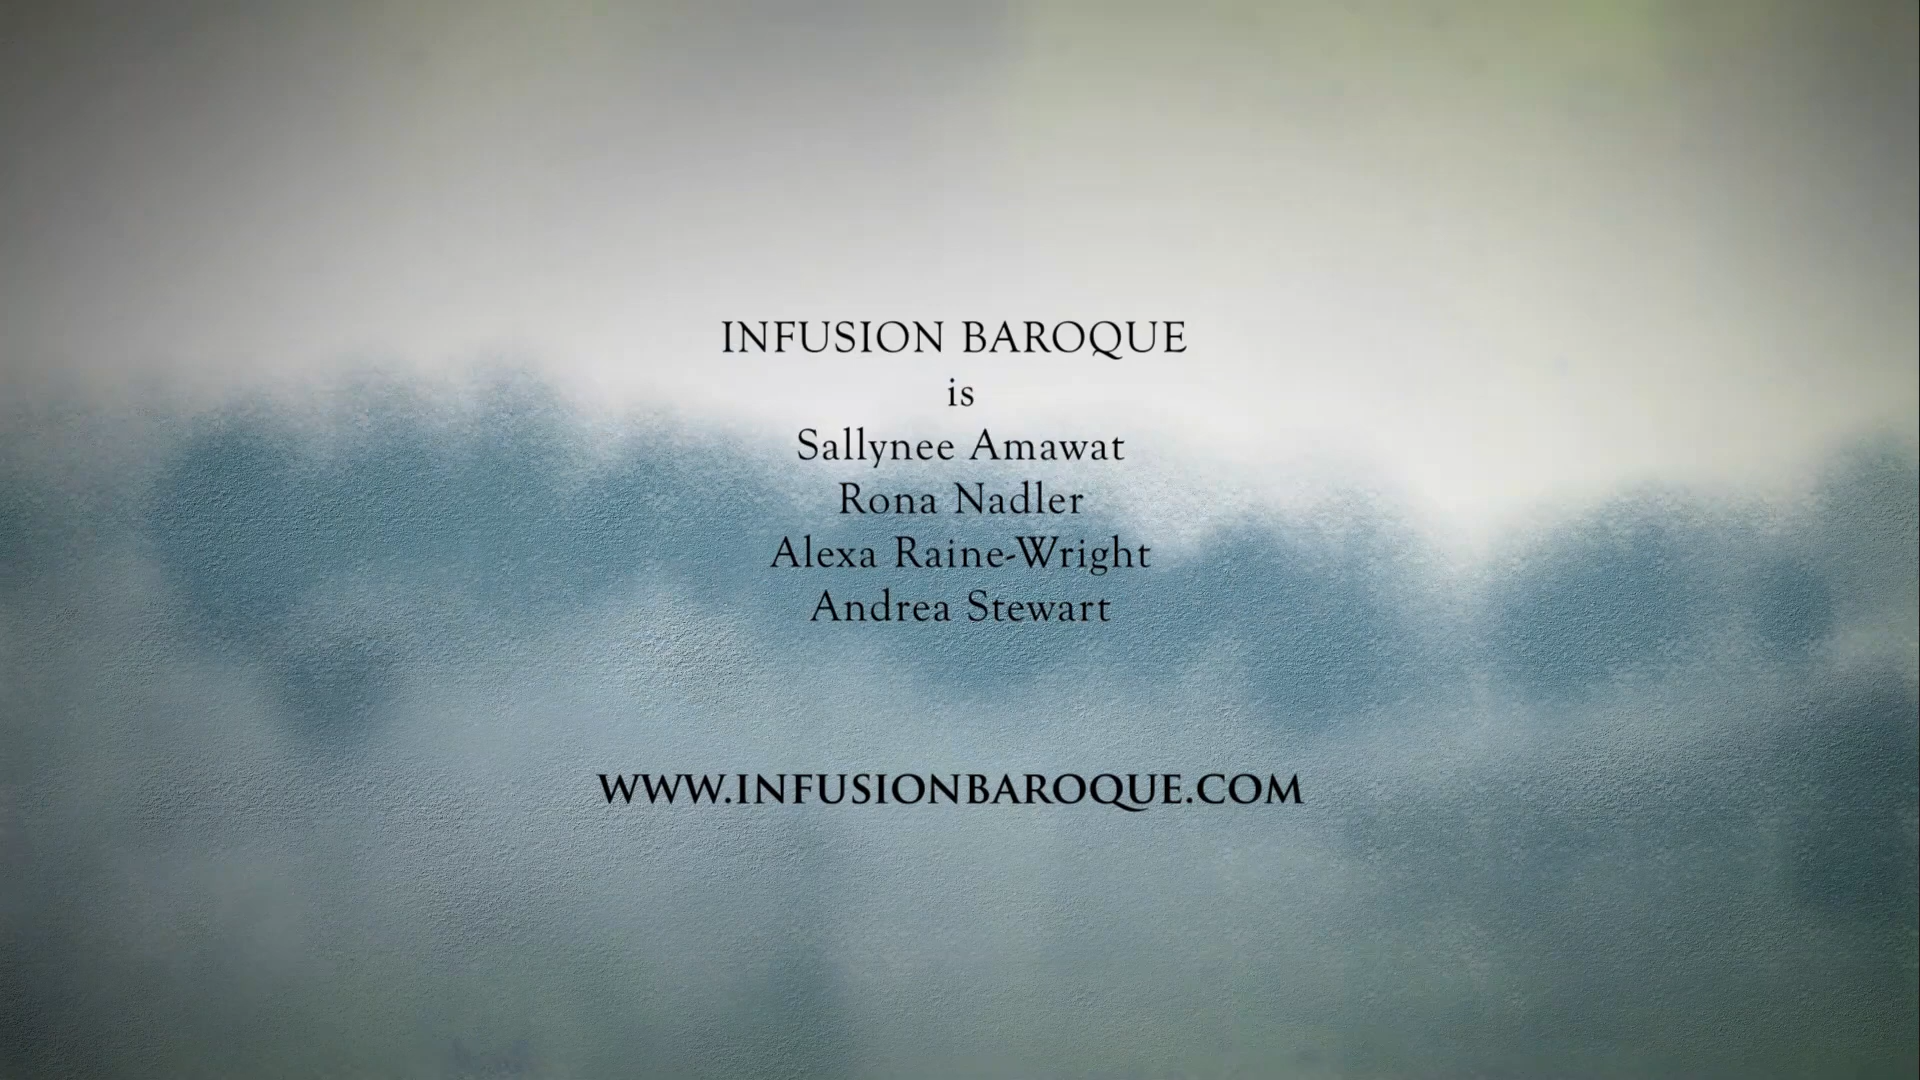 INFUSION BAROQUE
is
Sallynee Amawat
Rona Nadler
Alexa Raine-Wright
Andrea Stewart
WWW.INFUSIONBAROQUE.COM